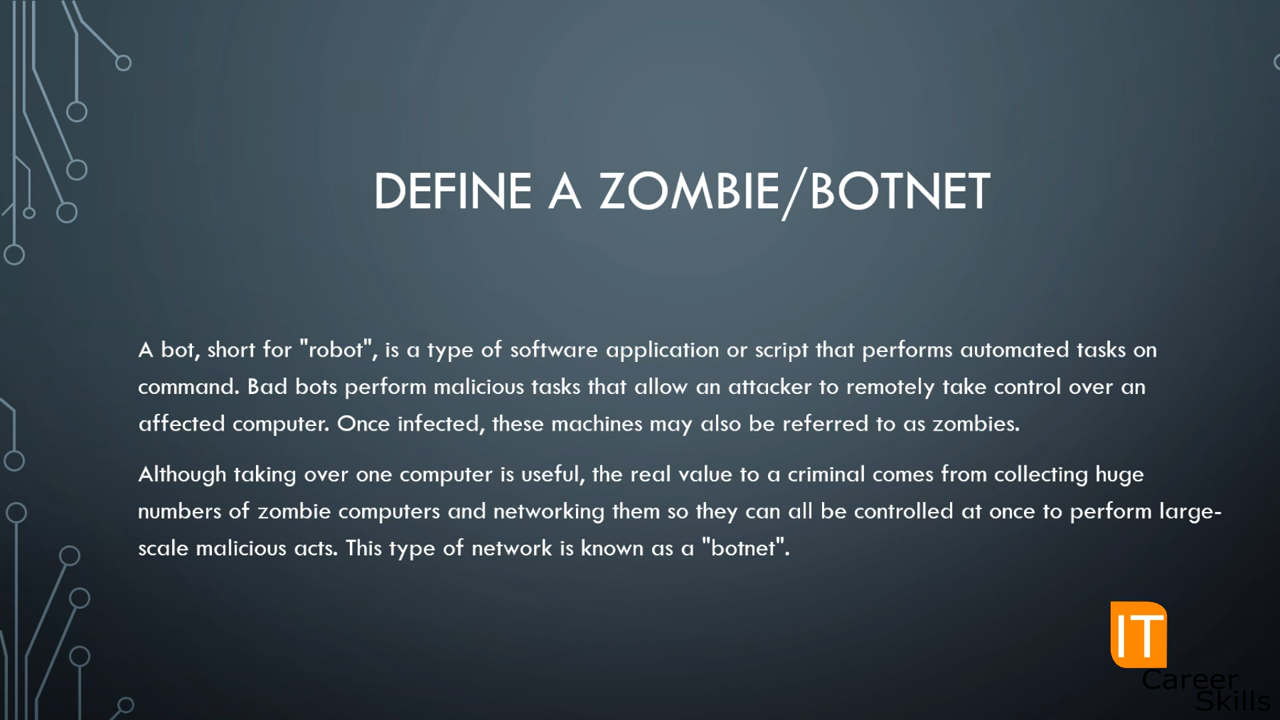 DEFINE A ZOMBIE/BOTNET
A bot, short for "robot", is a type of software application or script that performs automated tasks on
command. Bad bots perform malicious tasks that allow an attacker to remotely take control over an
affected computer. Once infected, these machines may also be referred to as zombies.
Although taking over one computer is useful, the real value to a criminal comes from collecting huge
numbers of zombie computers and networking them so they can all be controlled at once to perform large-
scale malicious acts. This type of network is known as a "botnet".
IT
Career
Skills